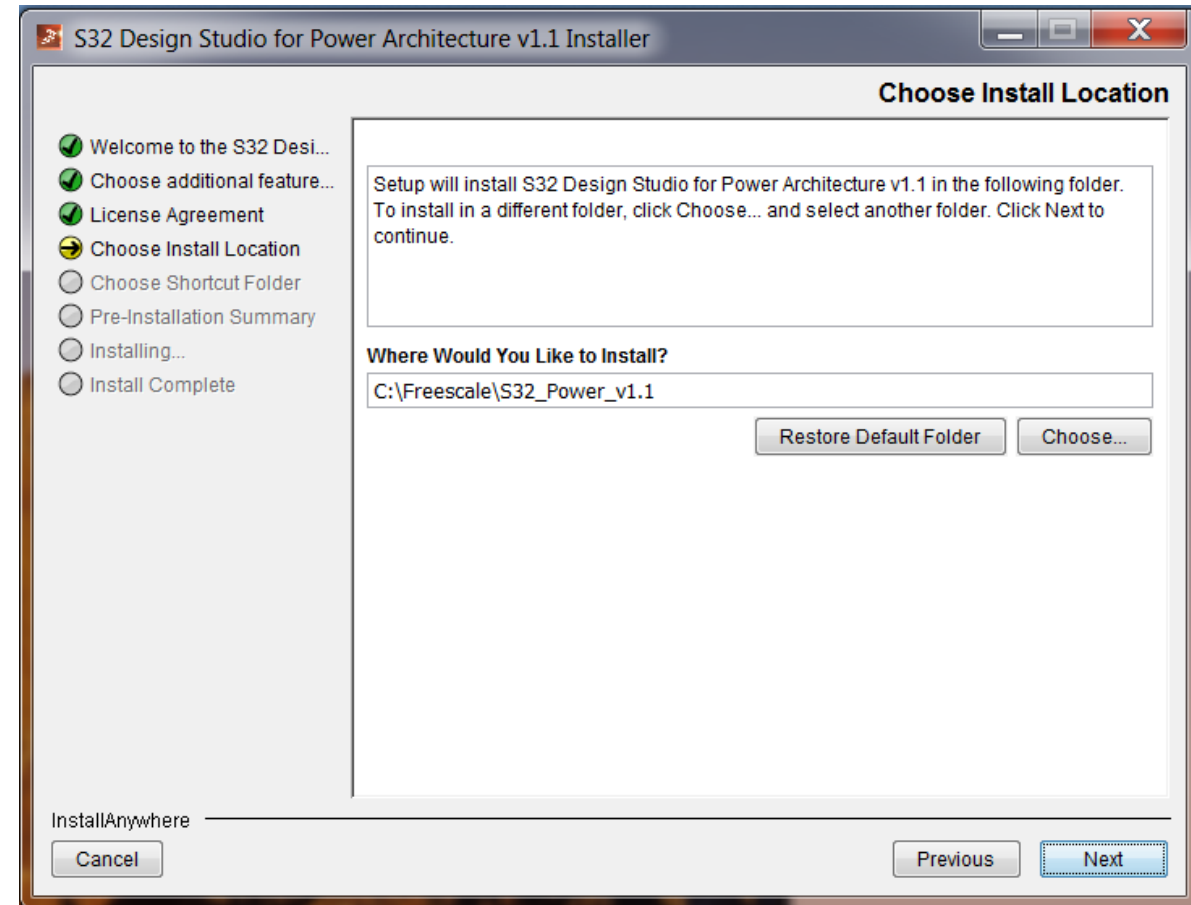 S32 Design Studio for Power Architecture v1.1 Installer
Choose Install Location
Welcome to the S32 Desi...
Choose additional feature...
License Agreement
Choose Install Location
Choose Shortcut Folder
Pre-Installation Summary
Installing...
Install Complete
Setup will install S32 Design Studio for Power Architecture v1.1 in the following folder.
To install in a different folder, click Choose... and select another folder. Click Next to
continue.
Where Would You Like to Install?
C:\Freescale\S32_Power_v1.1
Restore Default Folder
Choose...
InstallAnywhere
Cancel
Previous
Next